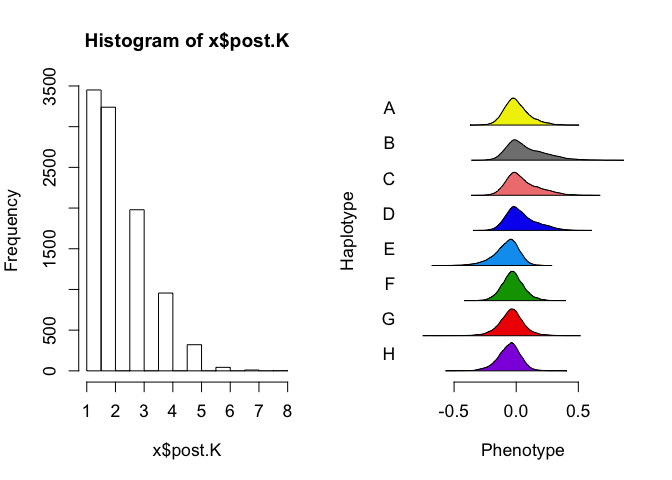 Histogram of x$post.K
Frequency
3500
2500
1500
500
0
1 2 3 4 5 6 7 8
x$post.K
Haplotype
A
B
C
D
E
F
G
H
-0.5 0.0 0.5
Phenotype